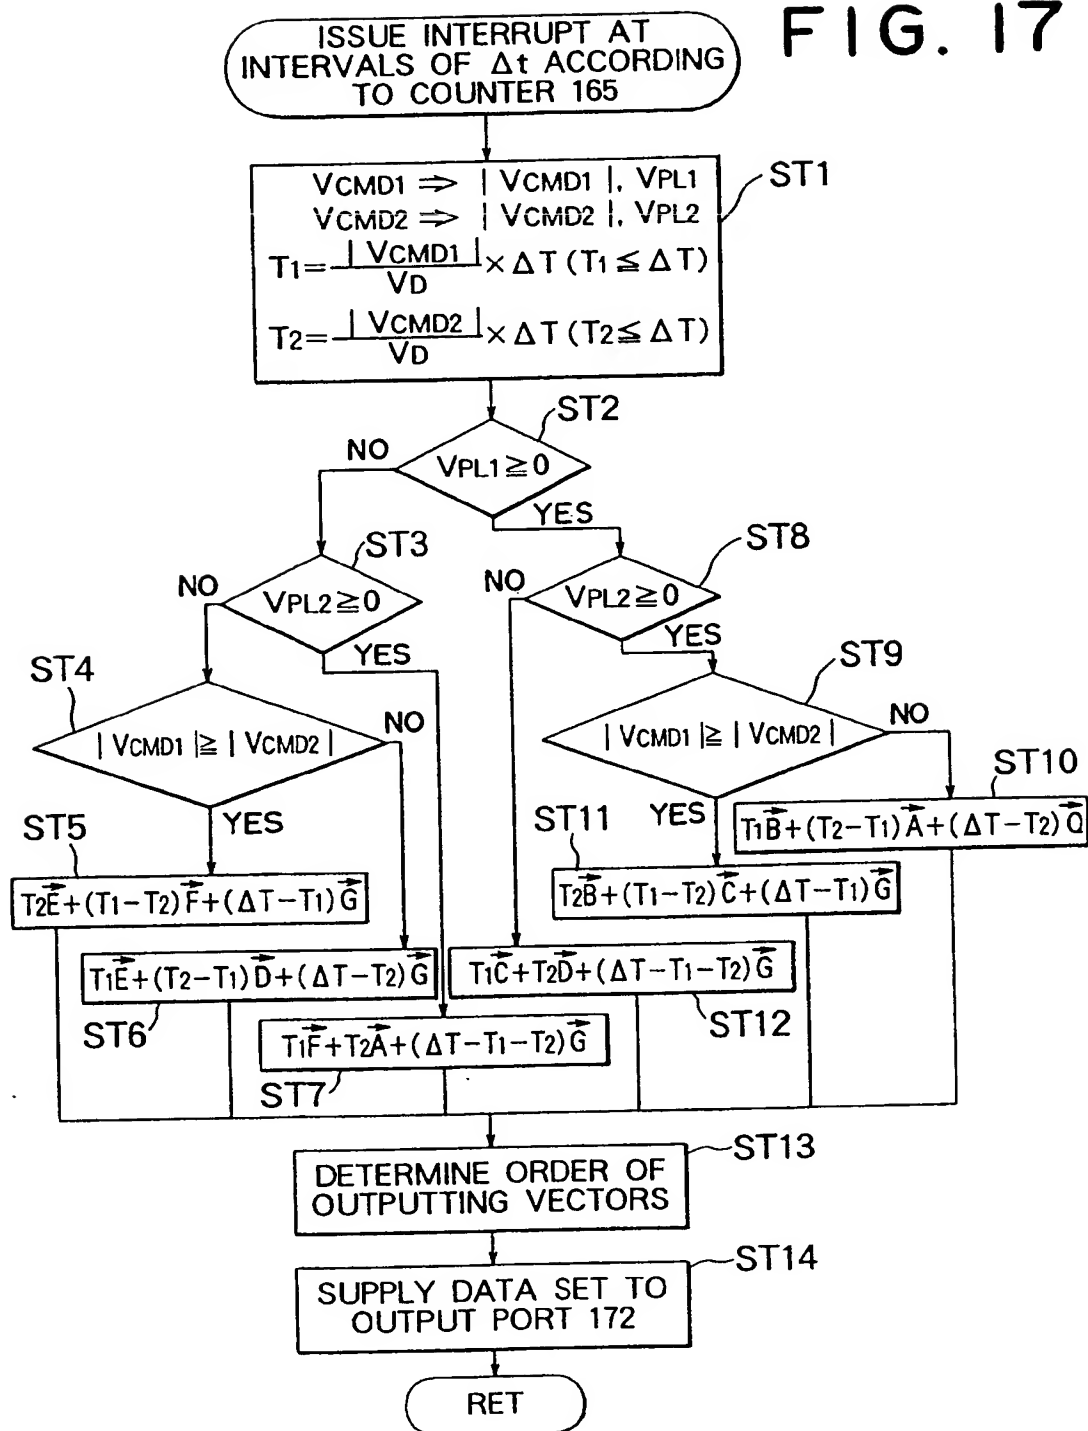 FIG. 17
ISSUE INTERRUPT AT
INTERVALS OF Δt ACCORDING
TO COUNTER 165
ST1
VCMD1 ⇒ | VCMD1 |, VPL1
VCMD2 ⇒ | VCMD2 |, VPL2
T1= | VCMD1 | / VD × ΔT (T1 ≦ ΔT)
T2= | VCMD2 | / VD × ΔT (T2 ≦ ΔT)
ST2
VPL1 ≧ 0
NO
YES
ST3
VPL2 ≧ 0
NO
YES
ST8
VPL2 ≧ 0
NO
YES
ST4
| VCMD1 | ≧ | VCMD2 |
NO
YES
ST9
| VCMD1 | ≧ | VCMD2 |
NO
YES
ST10
T1B⃗+(T2−T1)A⃗+(ΔT−T2)Q⃗
ST5
T2E⃗+(T1−T2)F⃗+(ΔT−T1)G⃗
ST11
T2B⃗+(T1−T2)C⃗+(ΔT−T1)G⃗
T1E⃗+(T2−T1)D⃗+(ΔT−T2)G⃗
ST6
T1C⃗+T2D⃗+(ΔT−T1−T2)G⃗
ST12
T1F⃗+T2A⃗+(ΔT−T1−T2)G⃗
ST7
ST13
DETERMINE ORDER OF
OUTPUTTING VECTORS
ST14
SUPPLY DATA SET TO
OUTPUT PORT 172
RET